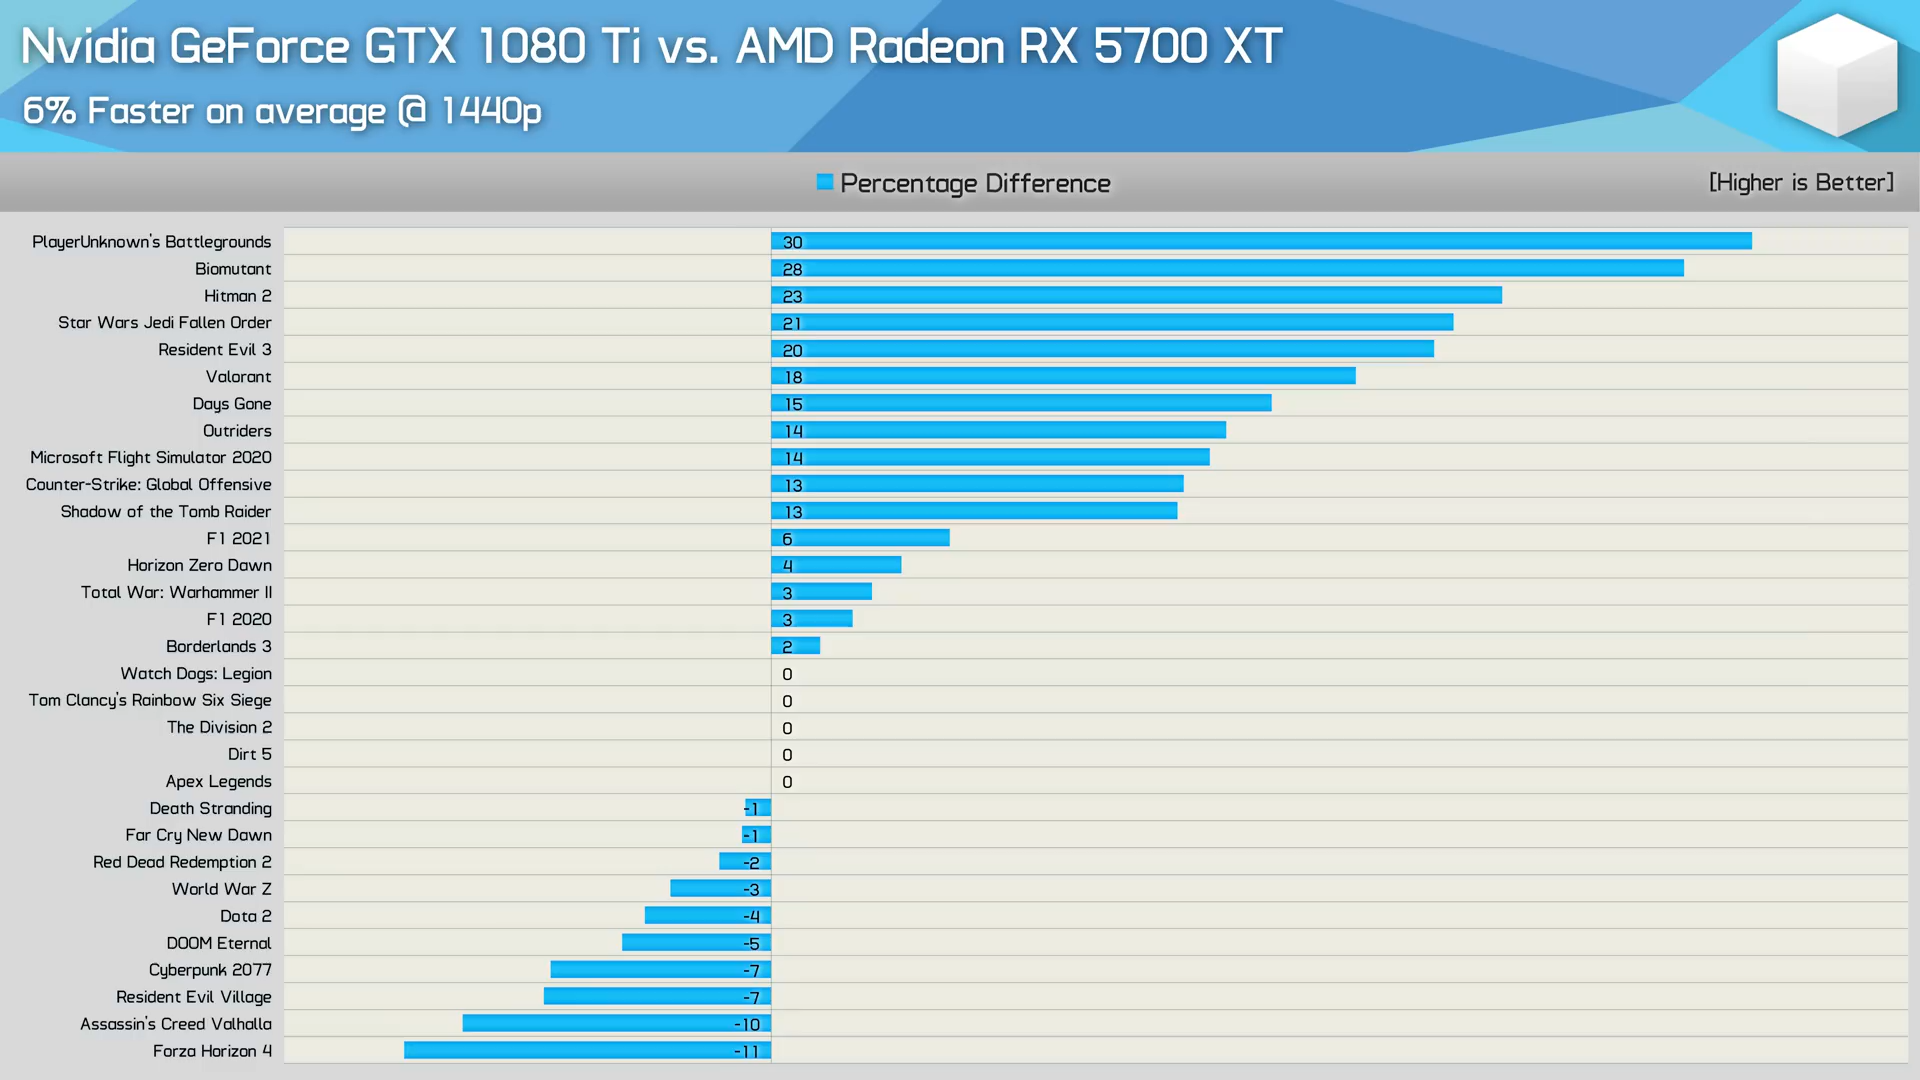 Nvidia GeForce GTX 1080 Ti vs. AMD Radeon RX 5700 XT
6% Faster on average @ 1440p
Percentage Difference
[Higher is Better]
PlayerUnknown's Battlegrounds 30
Biomutant 28
Hitman 2 23
Star Wars Jedi Fallen Order 21
Resident Evil 3 20
Valorant 18
Days Gone 15
Outriders 14
Microsoft Flight Simulator 2020 14
Counter-Strike: Global Offensive 13
Shadow of the Tomb Raider 13
F1 2021 6
Horizon Zero Dawn 4
Total War: Warhammer II 3
F1 2020 3
Borderlands 3 2
Watch Dogs: Legion 0
Tom Clancy's Rainbow Six Siege 0
The Division 2 0
Dirt 5 0
Apex Legends 0
Death Stranding -1
Far Cry New Dawn -1
Red Dead Redemption 2 -2
World War Z -3
Dota 2 -4
DOOM Eternal -5
Cyberpunk 2077 -7
Resident Evil Village -7
Assassin's Creed Valhalla -10
Forza Horizon 4 -11